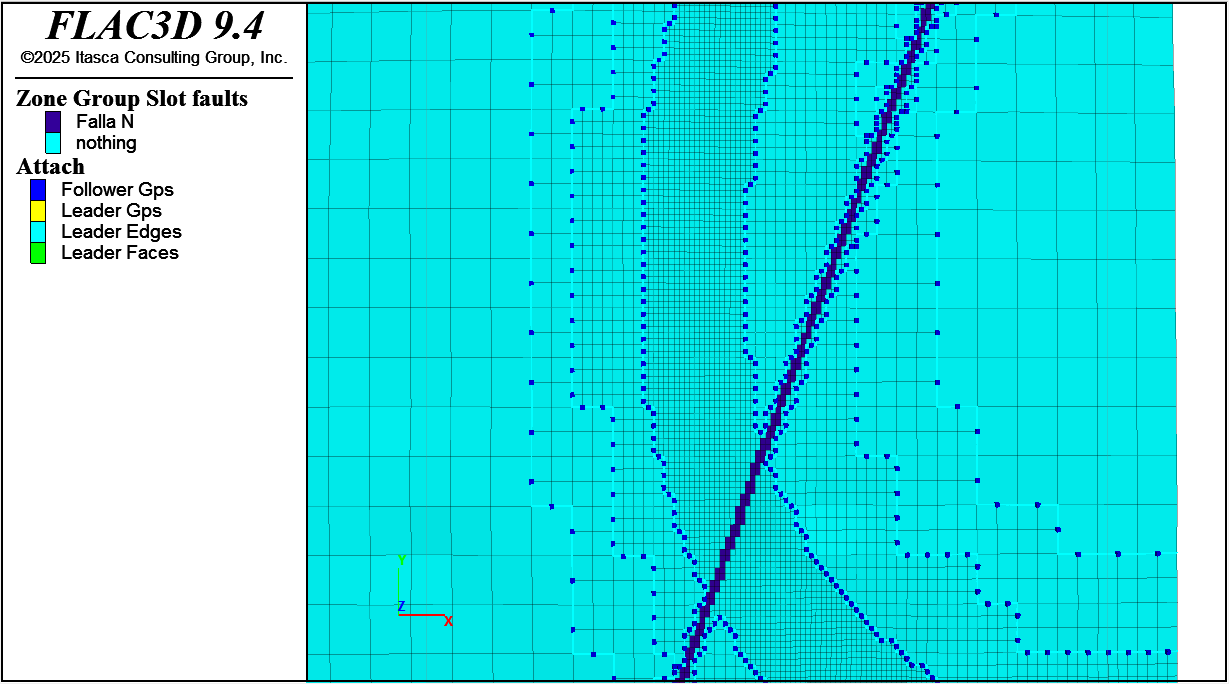 FLAC3D 9.4
©2025 Itasca Consulting Group, Inc.
Zone Group Slot faults
Falla N
nothing
Attach
Follower Gps
Leader Gps
Leader Edges
Leader Faces
Y
Z
X